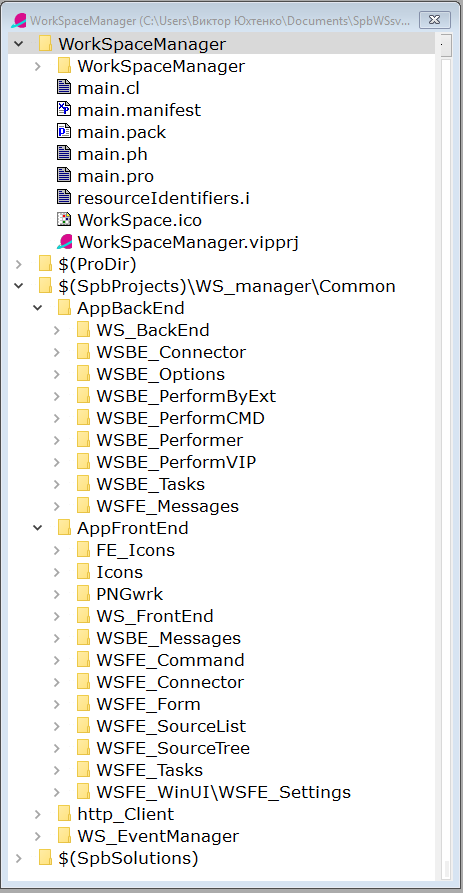 WorkSpaceManager (C:\Users\Виктор Юхтенко\Documents\SpbWSsv...
WorkSpaceManager
WorkSpaceManager
main.cl
main.manifest
main.pack
main.ph
main.pro
resourceIdentifiers.i
WorkSpace.ico
WorkSpaceManager.vipprj
$(ProDir)
$(SpbProjects)\WS_manager\Common
AppBackEnd
WS_BackEnd
WSBE_Connector
WSBE_Options
WSBE_PerformByExt
WSBE_PerformCMD
WSBE_Performer
WSBE_PerformVIP
WSBE_Tasks
WSFE_Messages
AppFrontEnd
FE_Icons
Icons
PNGwrk
WS_FrontEnd
WSBE_Messages
WSFE_Command
WSFE_Connector
WSFE_Form
WSFE_SourceList
WSFE_SourceTree
WSFE_Tasks
WSFE_WinUI\WSFE_Settings
http_Client
WS_EventManager
$(SpbSolutions)